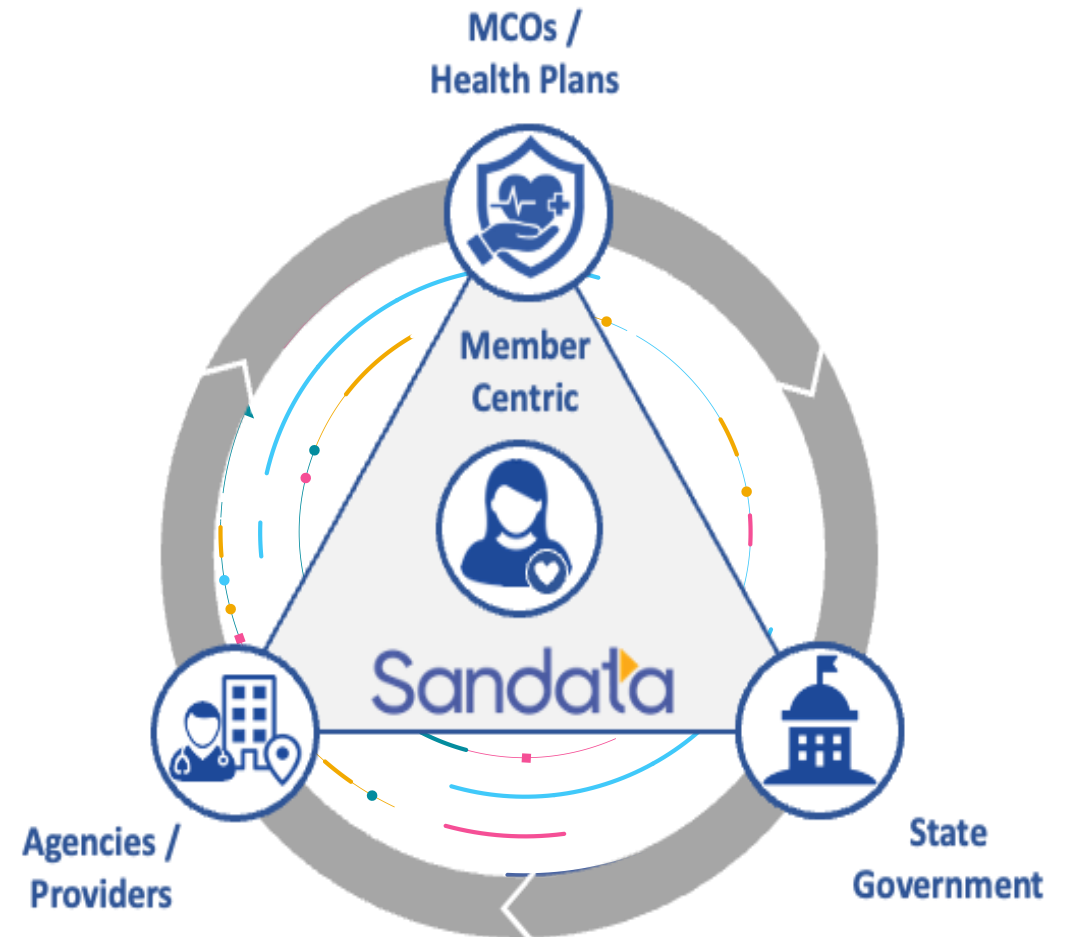 MCOs /
Health Plans
Member
Centric
Sandata
Agencies /
Providers
State
Government